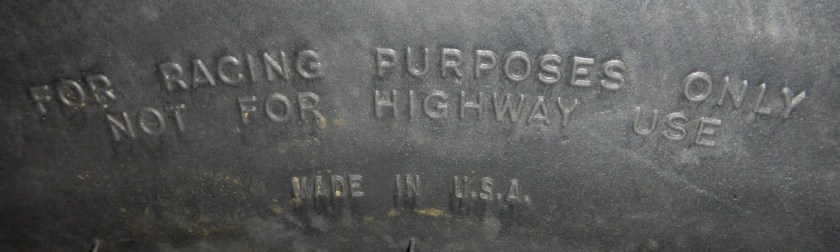 FOR RACING PURPOSES ONLY
NOT FOR HIGHWAY USE
MADE IN U.S.A.